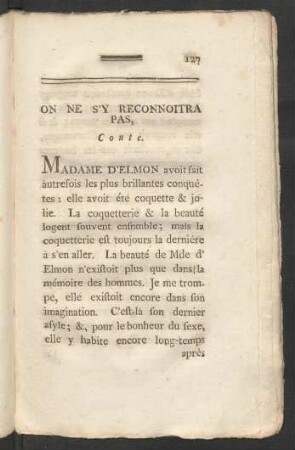 127
ON NE S'Y RECONNOITRA
PAS,
Conte.
MADAME D'ELMON avoit fait
autrefois les plus brillantes conquê-
tes : elle avoit été coquette & jo-
lie. La coquetterie & la beauté
logent souvent ensemble; mais la
coquetterie est toujours la derniére
à s'en aller. La beauté de Mde d'
Elmon n'existoit plus que dans la
mémoire des hommes. Je me trom-
pe, elle existoit encore dans son
imagination. C'est-là son dernier
asyle; &, pour le bonheur du sexe,
elle y habite encore long-temps
après